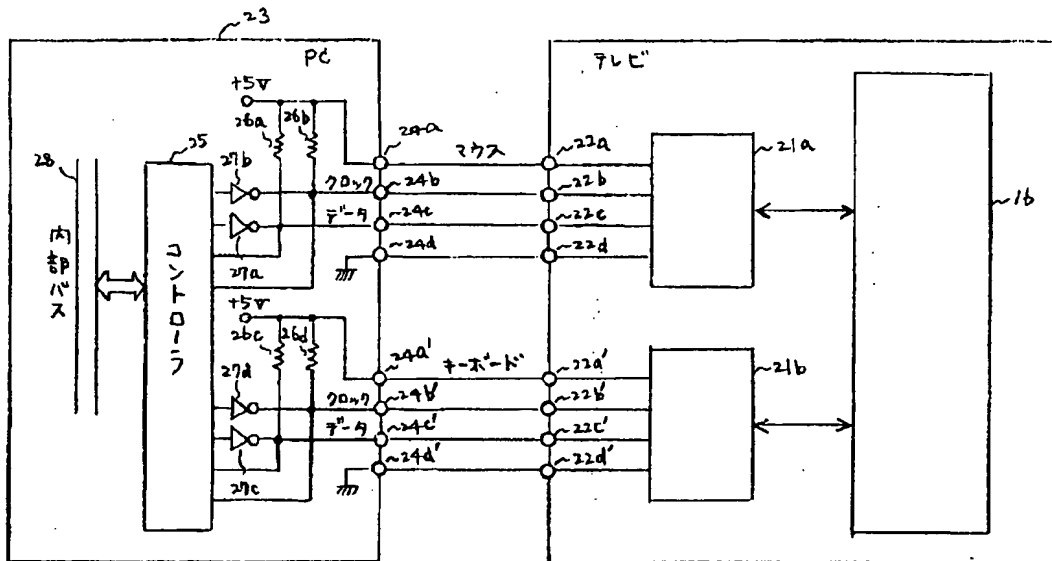 23
PC
テレビ
+5V
26a
26b
24a
マウス
22a
21a
25
28
27b
クロック
24b
22b
16
データ
24c
22c
27a
24d
22d
内部バス
コントローラ
+5V
26c
26d
24a'
キーボード
22a'
21b
27d
クロック
24b'
22b'
データ
24c'
22c'
27c
24d'
22d'